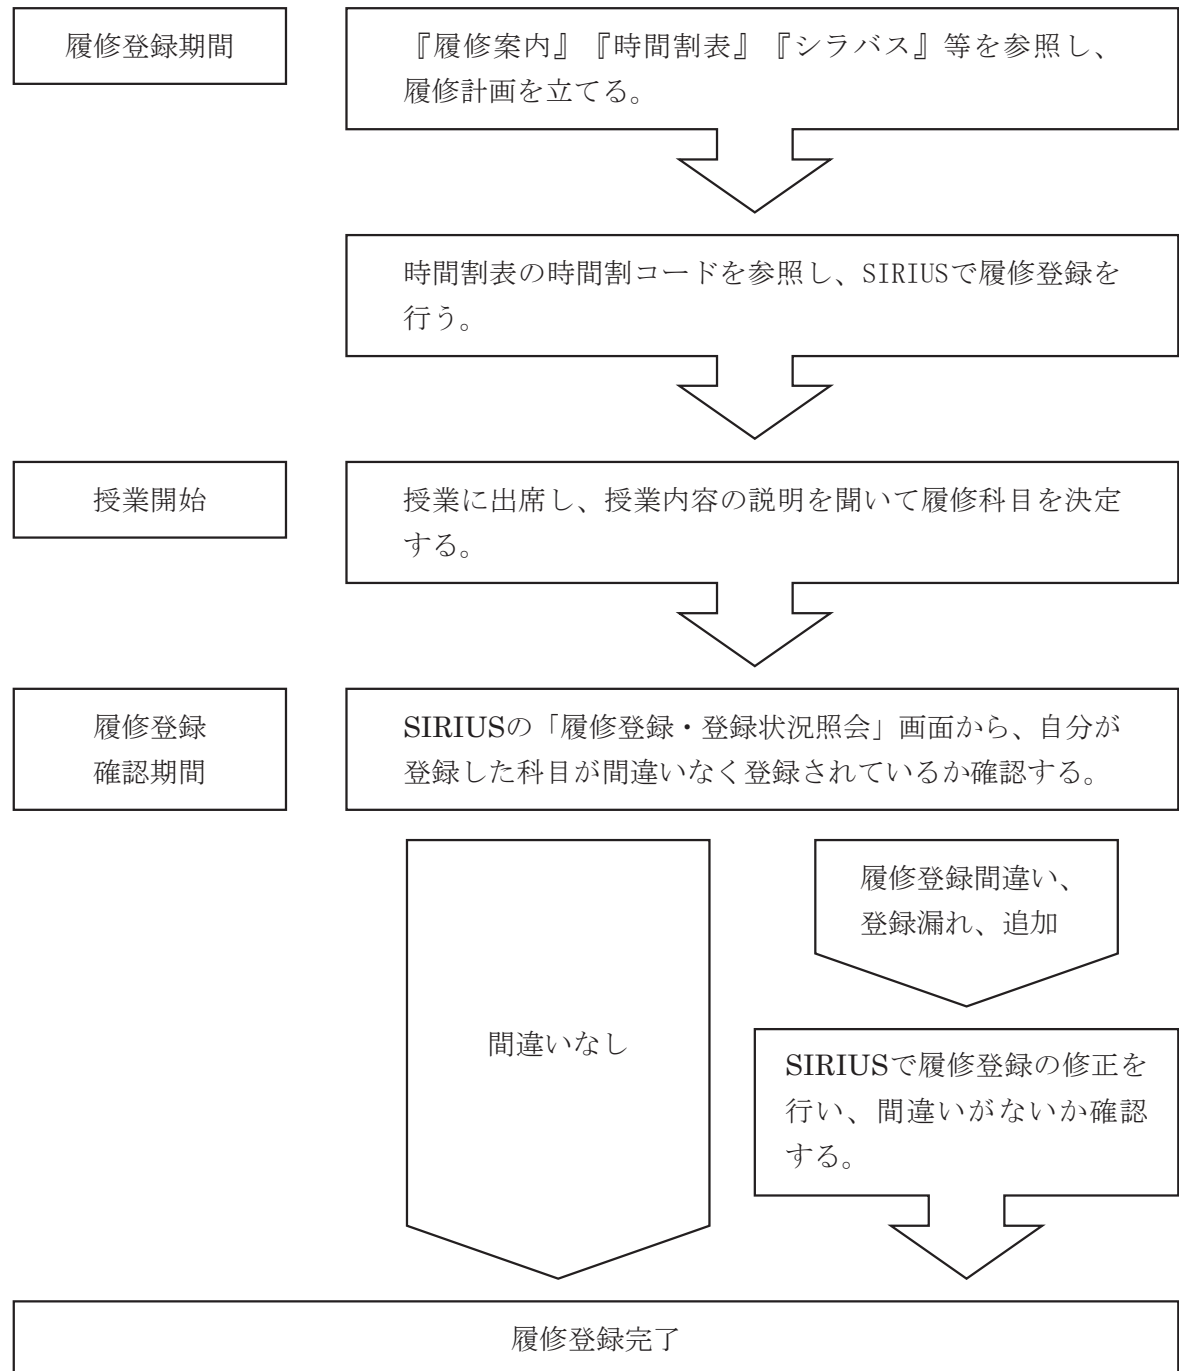 履修登録期間
『履修案内』『時間割表』『シラバス』等を参照し、
履修計画を立てる。
時間割表の時間割コードを参照し、SIRIUSで履修登録を
行う。
授業開始
授業に出席し、授業内容の説明を聞いて履修科目を決定
する。
履修登録
確認期間
SIRIUSの「履修登録・登録状況照会」画面から、自分が
登録した科目が間違いなく登録されているか確認する。
間違いなし
履修登録間違い、
登録漏れ、追加
SIRIUSで履修登録の修正を
行い、間違いがないか確認
する。
履修登録完了